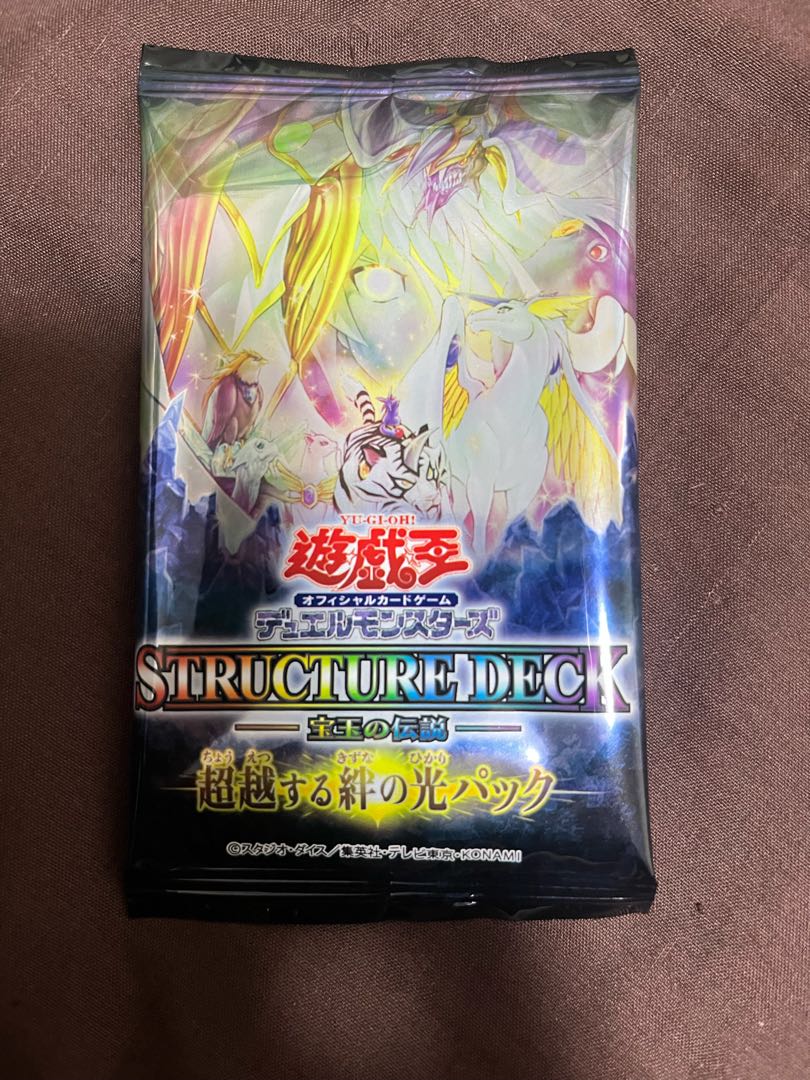 YU-GI-OH!
遊戯王
オフィシャルカードゲーム
デュエルモンスターズ
STRUCTURE DECK
宝玉の伝説
ちょう えつ きずな ひかり
超越する絆の光パック
©スタジオ・ダイス／集英社・テレビ東京・KONAMI